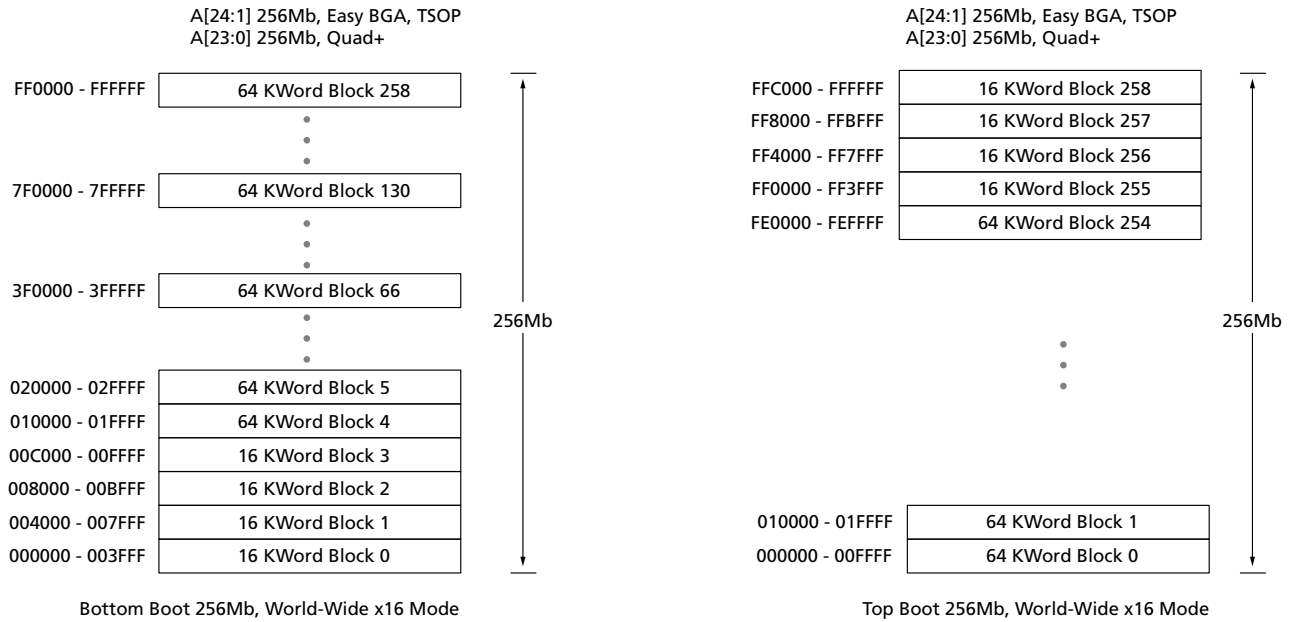 A[24:1] 256Mb, Easy BGA, TSOP
A[23:0] 256Mb, Quad+
FF0000 - FFFFFF 64 KWord Block 258
7F0000 - 7FFFFF 64 KWord Block 130
3F0000 - 3FFFFF 64 KWord Block 66
256Mb
020000 - 02FFFF 64 KWord Block 5
010000 - 01FFFF 64 KWord Block 4
00C000 - 00FFFF 16 KWord Block 3
008000 - 00BFFF 16 KWord Block 2
004000 - 007FFF 16 KWord Block 1
000000 - 003FFF 16 KWord Block 0
Bottom Boot 256Mb, World-Wide x16 Mode
A[24:1] 256Mb, Easy BGA, TSOP
A[23:0] 256Mb, Quad+
FFC000 - FFFFFF 16 KWord Block 258
FF8000 - FFBFFF 16 KWord Block 257
FF4000 - FF7FFF 16 KWord Block 256
FF0000 - FF3FFF 16 KWord Block 255
FE0000 - FEFFFF 64 KWord Block 254
256Mb
010000 - 01FFFF 64 KWord Block 1
000000 - 00FFFF 64 KWord Block 0
Top Boot 256Mb, World-Wide x16 Mode